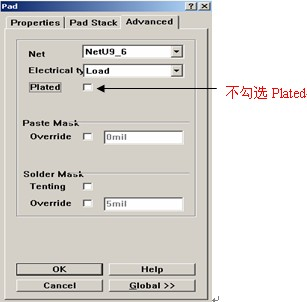 Pad
? ×
Properties
Pad Stack
Advanced
Net
NetU9_6
Electrical ty
Load
Plated
不勾选 Plated
Paste Mask
Override
0mil
Solder Mask
Tenting
Override
5mil
OK
Help
Cancel
Global >>